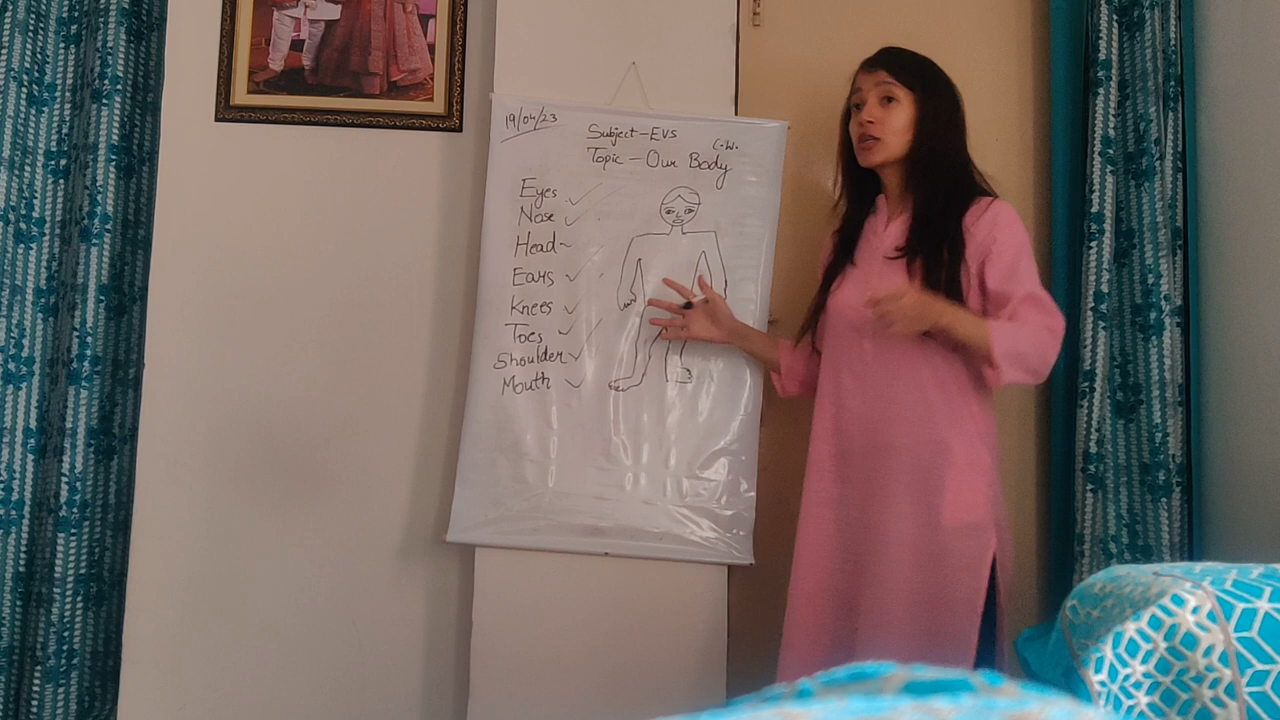 19/04/23
Subject - EVS
C.W.
Topic - Our Body
Eyes
Nose
Head
Ears
Knees
Toes
Shoulder
Mouth